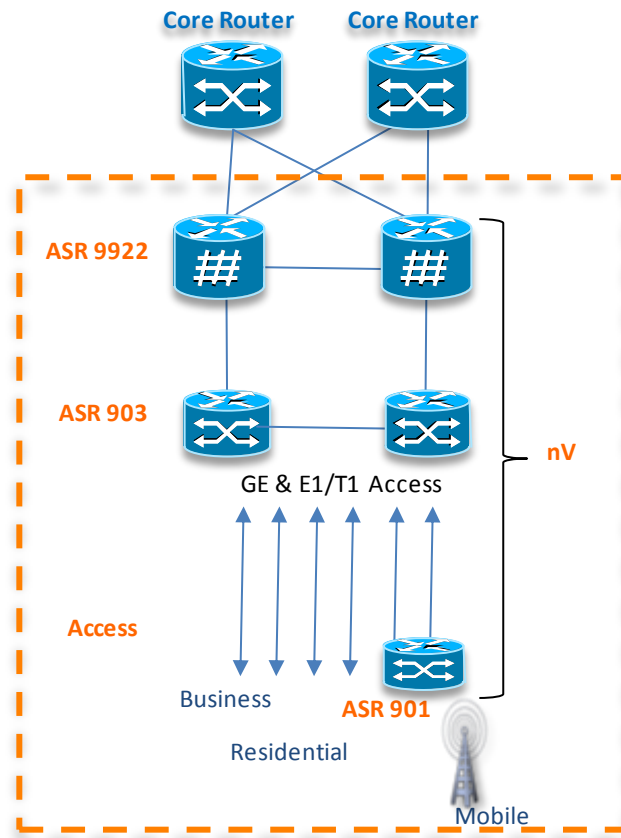 Core Router
Core Router
ASR 9922
ASR 903
nV
GE & E1/T1 Access
Access
Business
ASR 901
Residential
Mobile